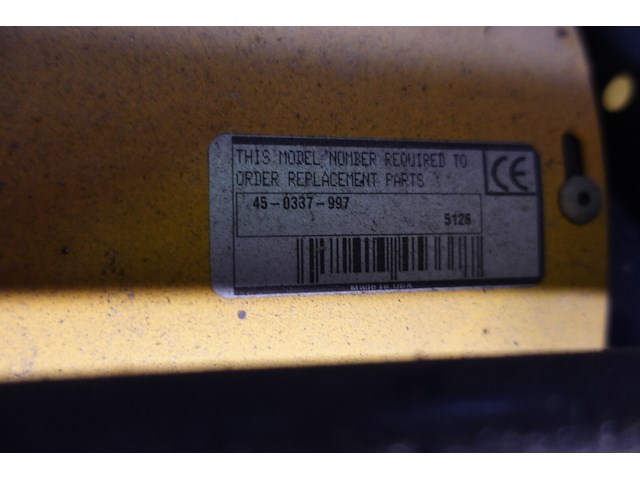 THIS MODEL NUMBER REQUIRED TO
ORDER REPLACEMENT PARTS
CE
45-0337-997
5126
Made in USA